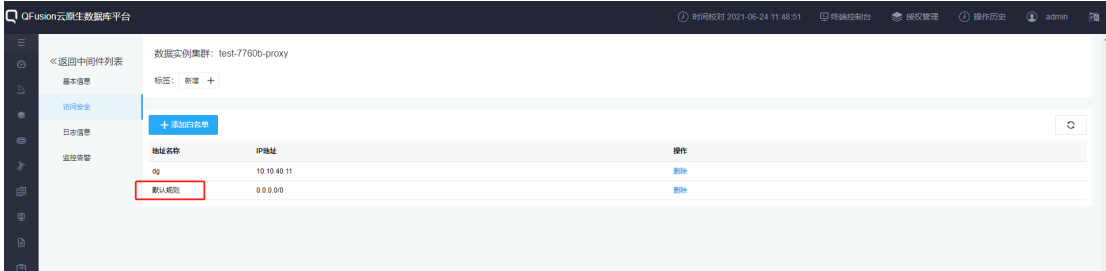 QFusion云原生数据库平台
时间校对 2021-06-24 11:48:51
终端控制台
授权管理
操作历史
admin
≪返回中间件列表
基本信息
访问安全
日志信息
监控告警
数据实例集群：test-7760b-proxy
标签： 新增 +
+ 添加白名单
地址名称 IP地址 操作
dg 10.10.40.11 删除
默认规则 0.0.0.0/0 删除